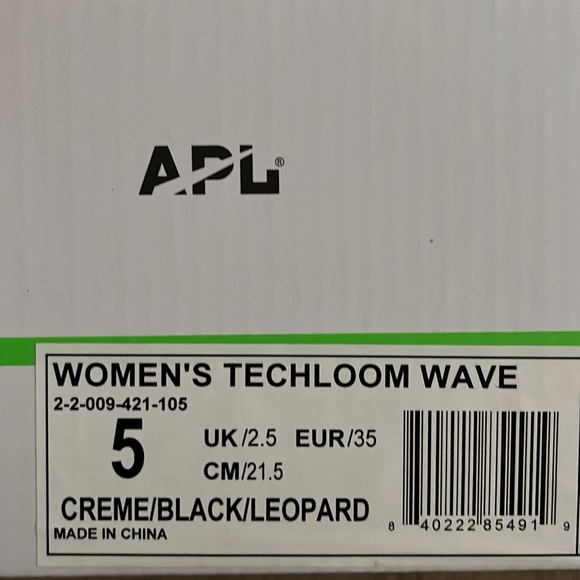 APL®
WOMEN'S TECHLOOM WAVE
2-2-009-421-105
5
UK/2.5 EUR/35
CM/21.5
CREME/BLACK/LEOPARD
MADE IN CHINA
8 40222 85491 9